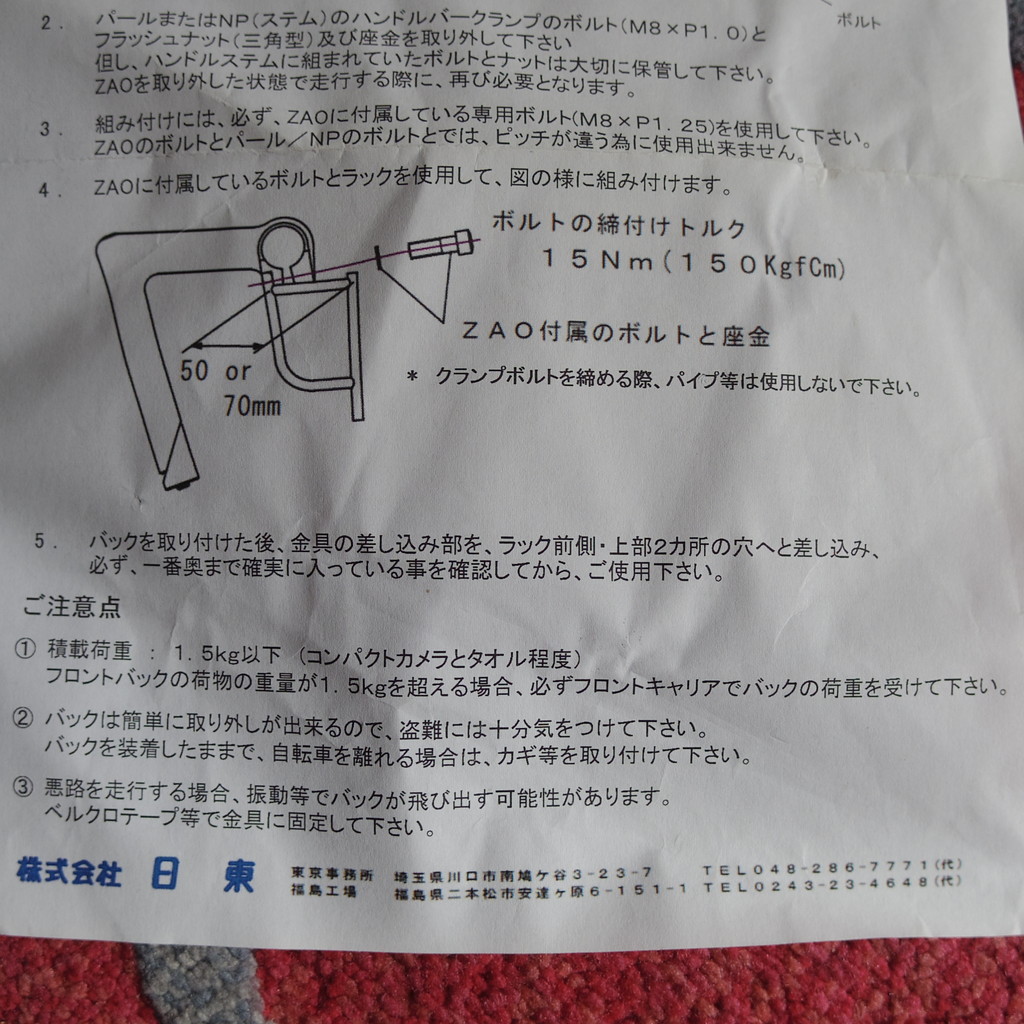 ボルト
2. パールまたはNP(ステム)のハンドルバークランプのボルト(M8×P1.0)と
フラッシュナット(三角型)及び座金を取り外して下さい
但し、ハンドルステムに組まれていたボルトとナットは大切に保管して下さい。
ZAOを取り外した状態で走行する際に、再び必要となります。
3. 組み付けには、必ず、ZAOに付属している専用ボルト(M8×P1.25)を使用して下さい。
ZAOのボルトとパール/NPのボルトとでは、ピッチが違う為に使用出来ません。
4. ZAOに付属しているボルトとラックを使用して、図の様に組み付けます。
ボルトの締付けトルク
15Nm(150KgfCm)
ZAO付属のボルトと座金
50 or
70mm
* クランプボルトを締める際、パイプ等は使用しないで下さい。
5. バックを取り付けた後、金具の差し込み部を、ラック前側・上部2カ所の穴へと差し込み、
必ず、一番奥まで確実に入っている事を確認してから、ご使用下さい。
ご注意点
① 積載荷重 : 1.5kg以下 (コンパクトカメラとタオル程度)
フロントバックの荷物の重量が1.5kgを超える場合、必ずフロントキャリアでバックの荷重を受けて下さい。
② バックは簡単に取り外しが出来るので、盗難には十分気をつけて下さい。
バックを装着したままで、自転車を離れる場合は、カギ等を取り付けて下さい。
③ 悪路を走行する場合、振動等でバックが飛び出す可能性があります。
ベルクロテープ等で金具に固定して下さい。
株式会社 日東 東京事務所 埼玉県川口市南鳩ケ谷3-23-7 TEL048-286-7771(代)
福島工場 福島県二本松市安達ヶ原6-151-1 TEL0243-23-4648(代)